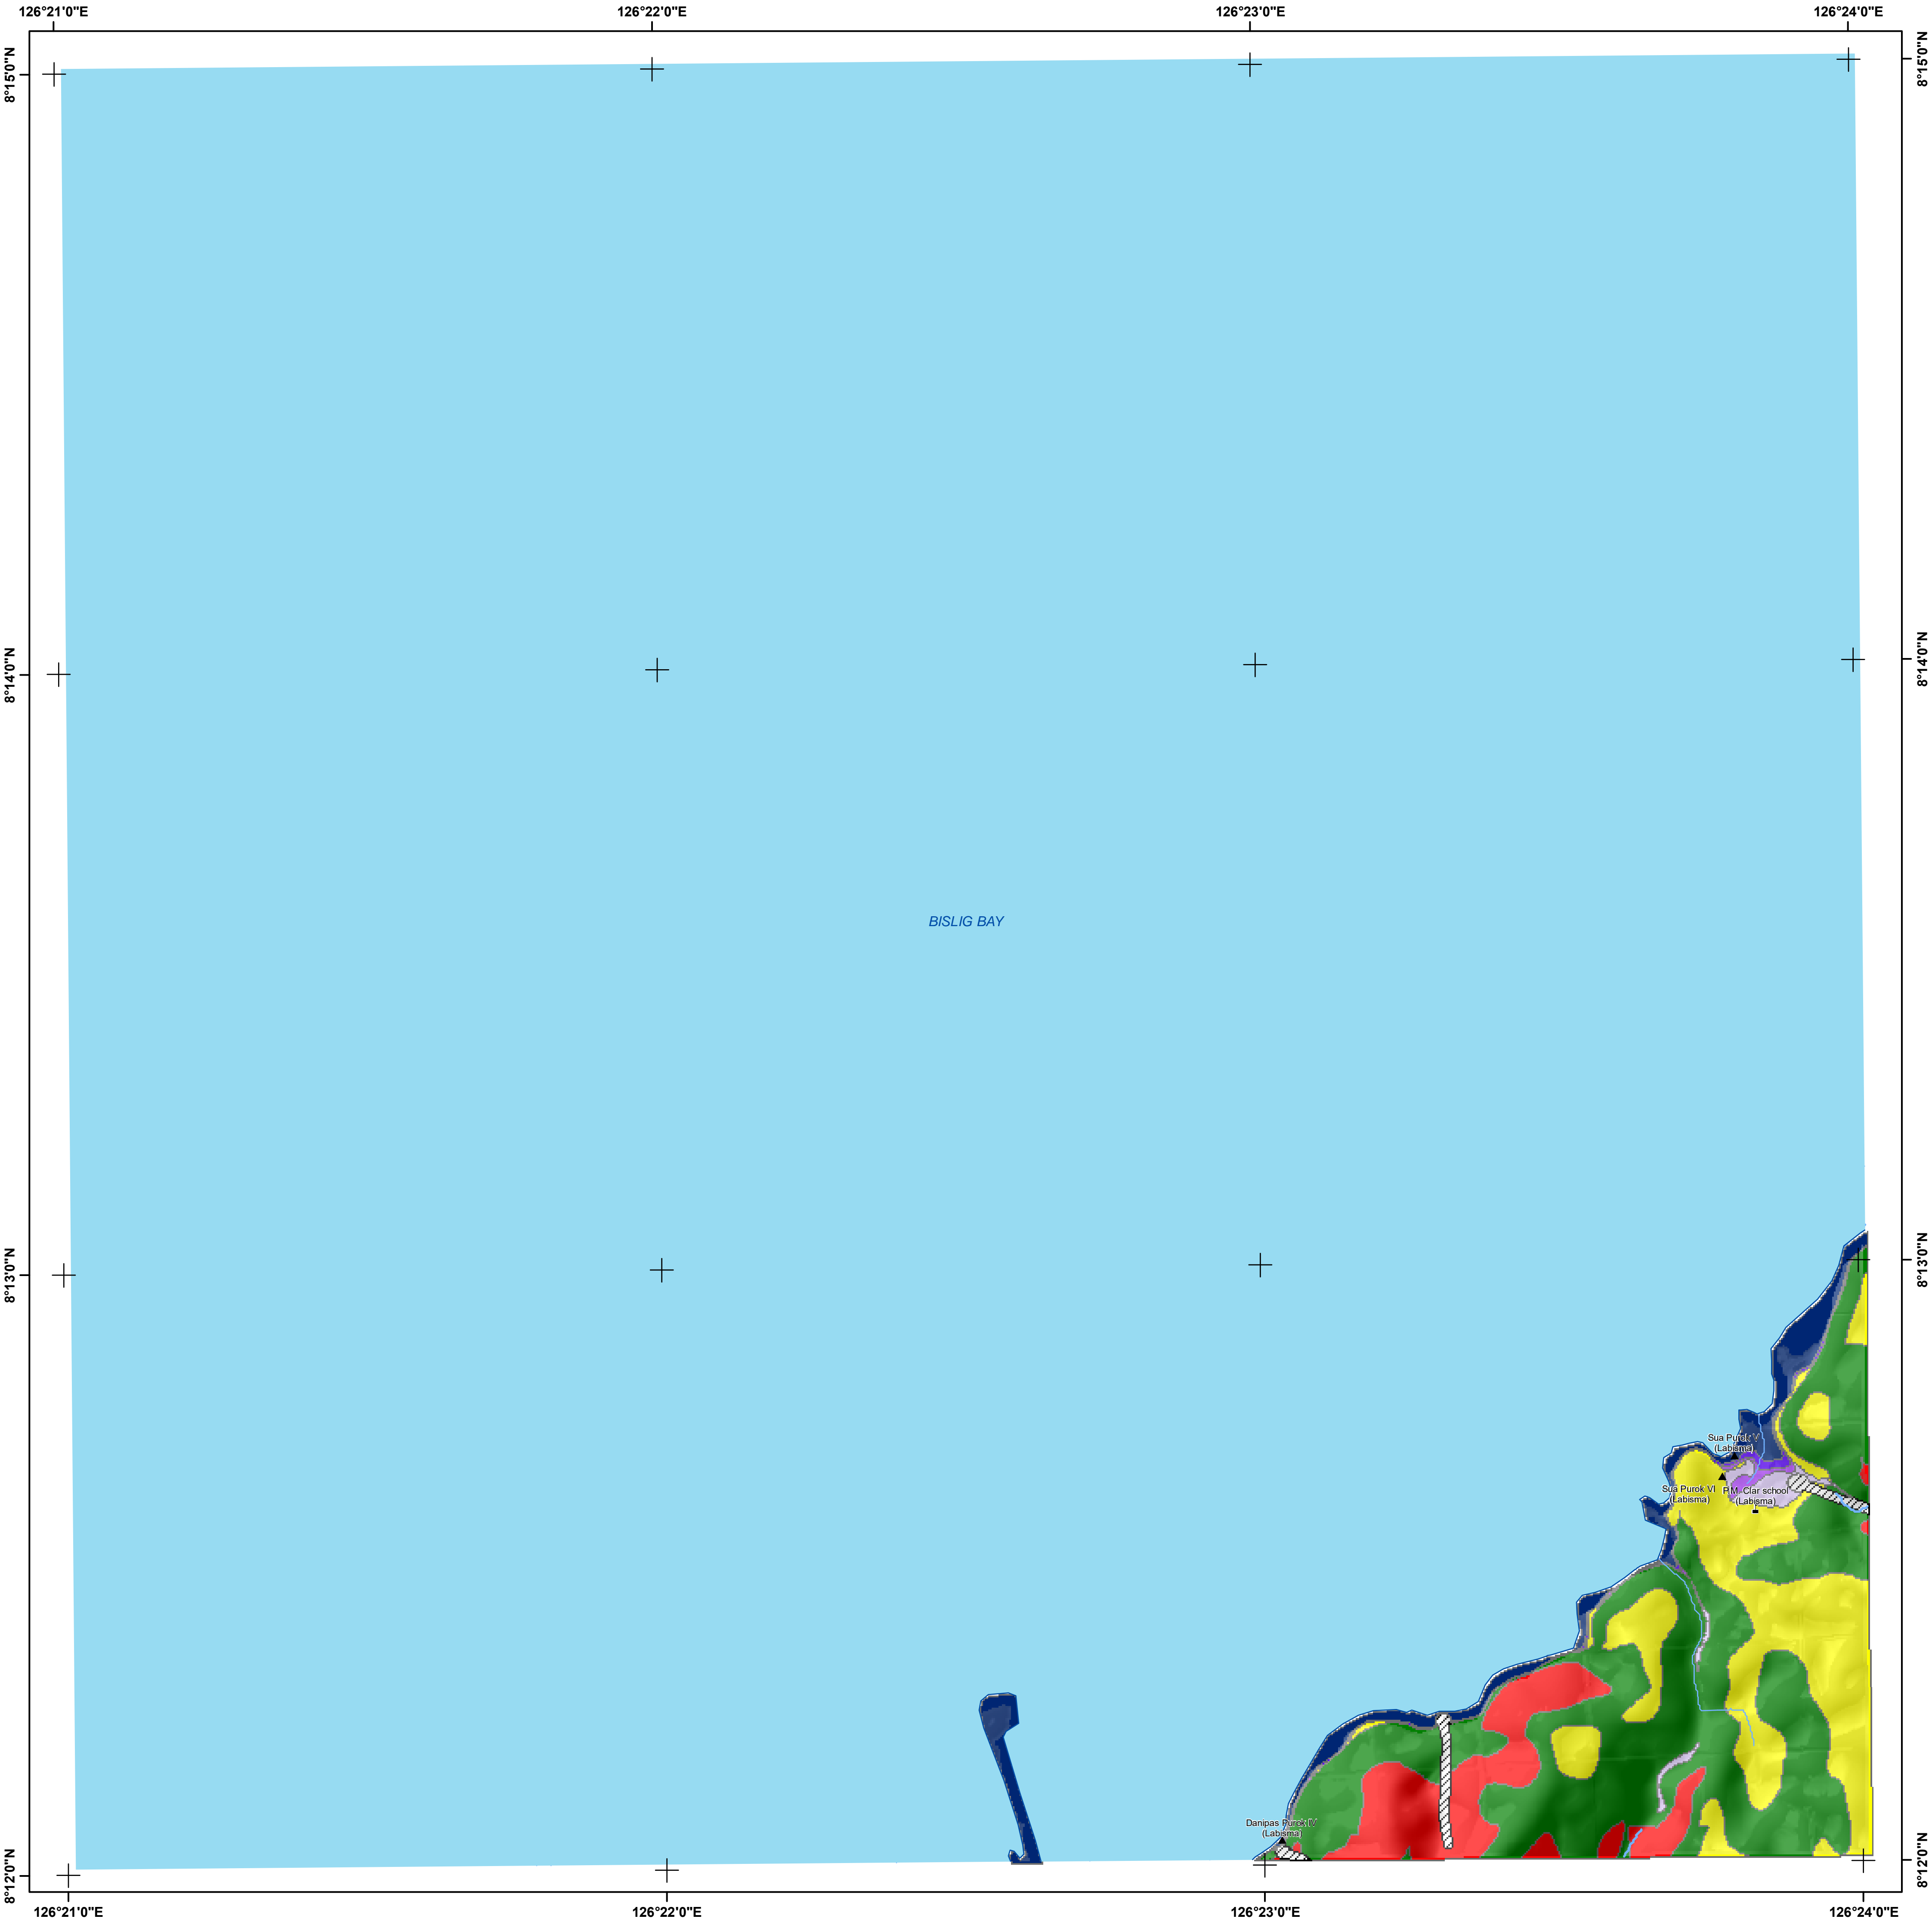 126°21'0"E 126°22'0"E 126°23'0"E 126°24'0"E
8°15'0"N 8°15'0"N
8°14'0"N 8°14'0"N
BISLIG BAY
8°13'0"N 8°13'0"N
Sua Purok V
(Labisma)
Sua Purok VI
(Labisma)
P.M. Clar school
(Labisma)
Danipas Purok IV
(Labisma)
8°12'0"N 8°12'0"N
126°21'0"E 126°22'0"E 126°23'0"E 126°24'0"E